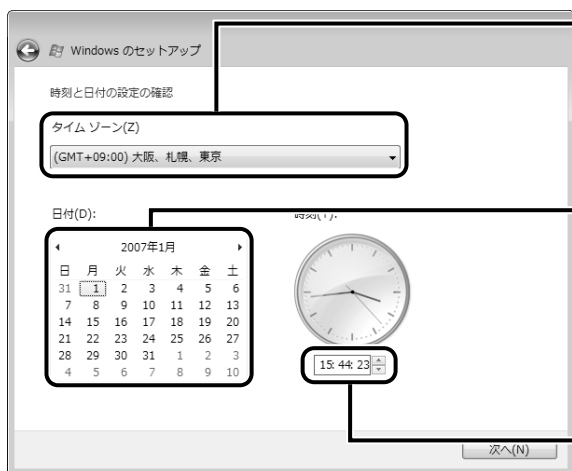 Windows のセットアップ
時刻と日付の設定の確認
タイム ゾーン(Z)
(GMT+09:00) 大阪、札幌、東京
日付(D):
時刻(T):
2007年1月
日 月 火 水 木 金 土
31 1 2 3 4 5 6
7 8 9 10 11 12 13
14 15 16 17 18 19 20
21 22 23 24 25 26 27
28 29 30 31 1 2 3
4 5 6 7 8 9 10
15: 44: 23
次へ(N)